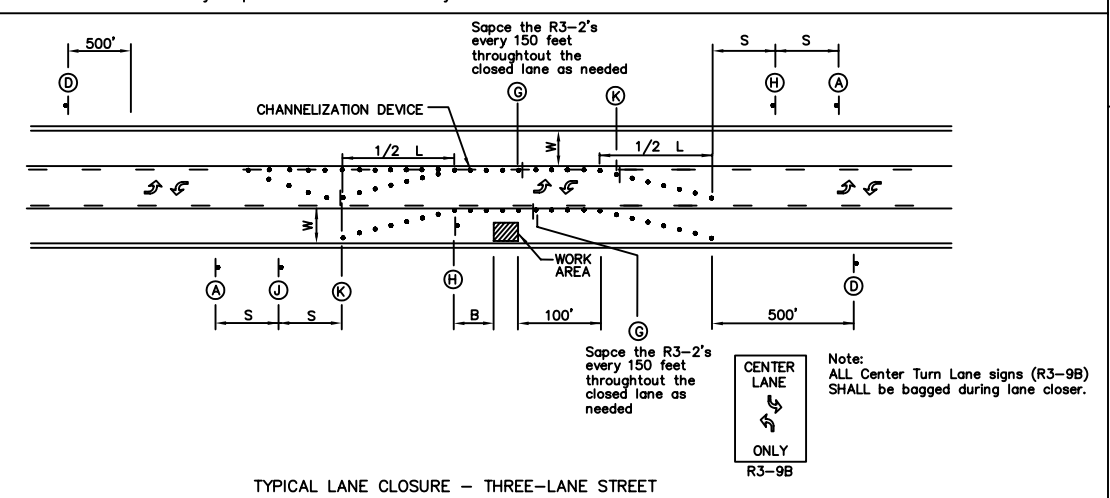 Sapce the R3-2's
every 150 feet
throughtout the
closed lane as needed
500'
S
S
D
H
A
G
K
CHANNELIZATION DEVICE
W
1/2 L
1/2 L
W
WORK
AREA
A
J
K
H
D
S
S
B
100'
500'
G
Sapce the R3-2's
every 150 feet
throughtout the
closed lane as
needed
CENTER
LANE
ONLY
R3-9B
Note:
ALL Center Turn Lane signs (R3-9B)
SHALL be bagged during lane closer.
TYPICAL LANE CLOSURE - THREE-LANE STREET